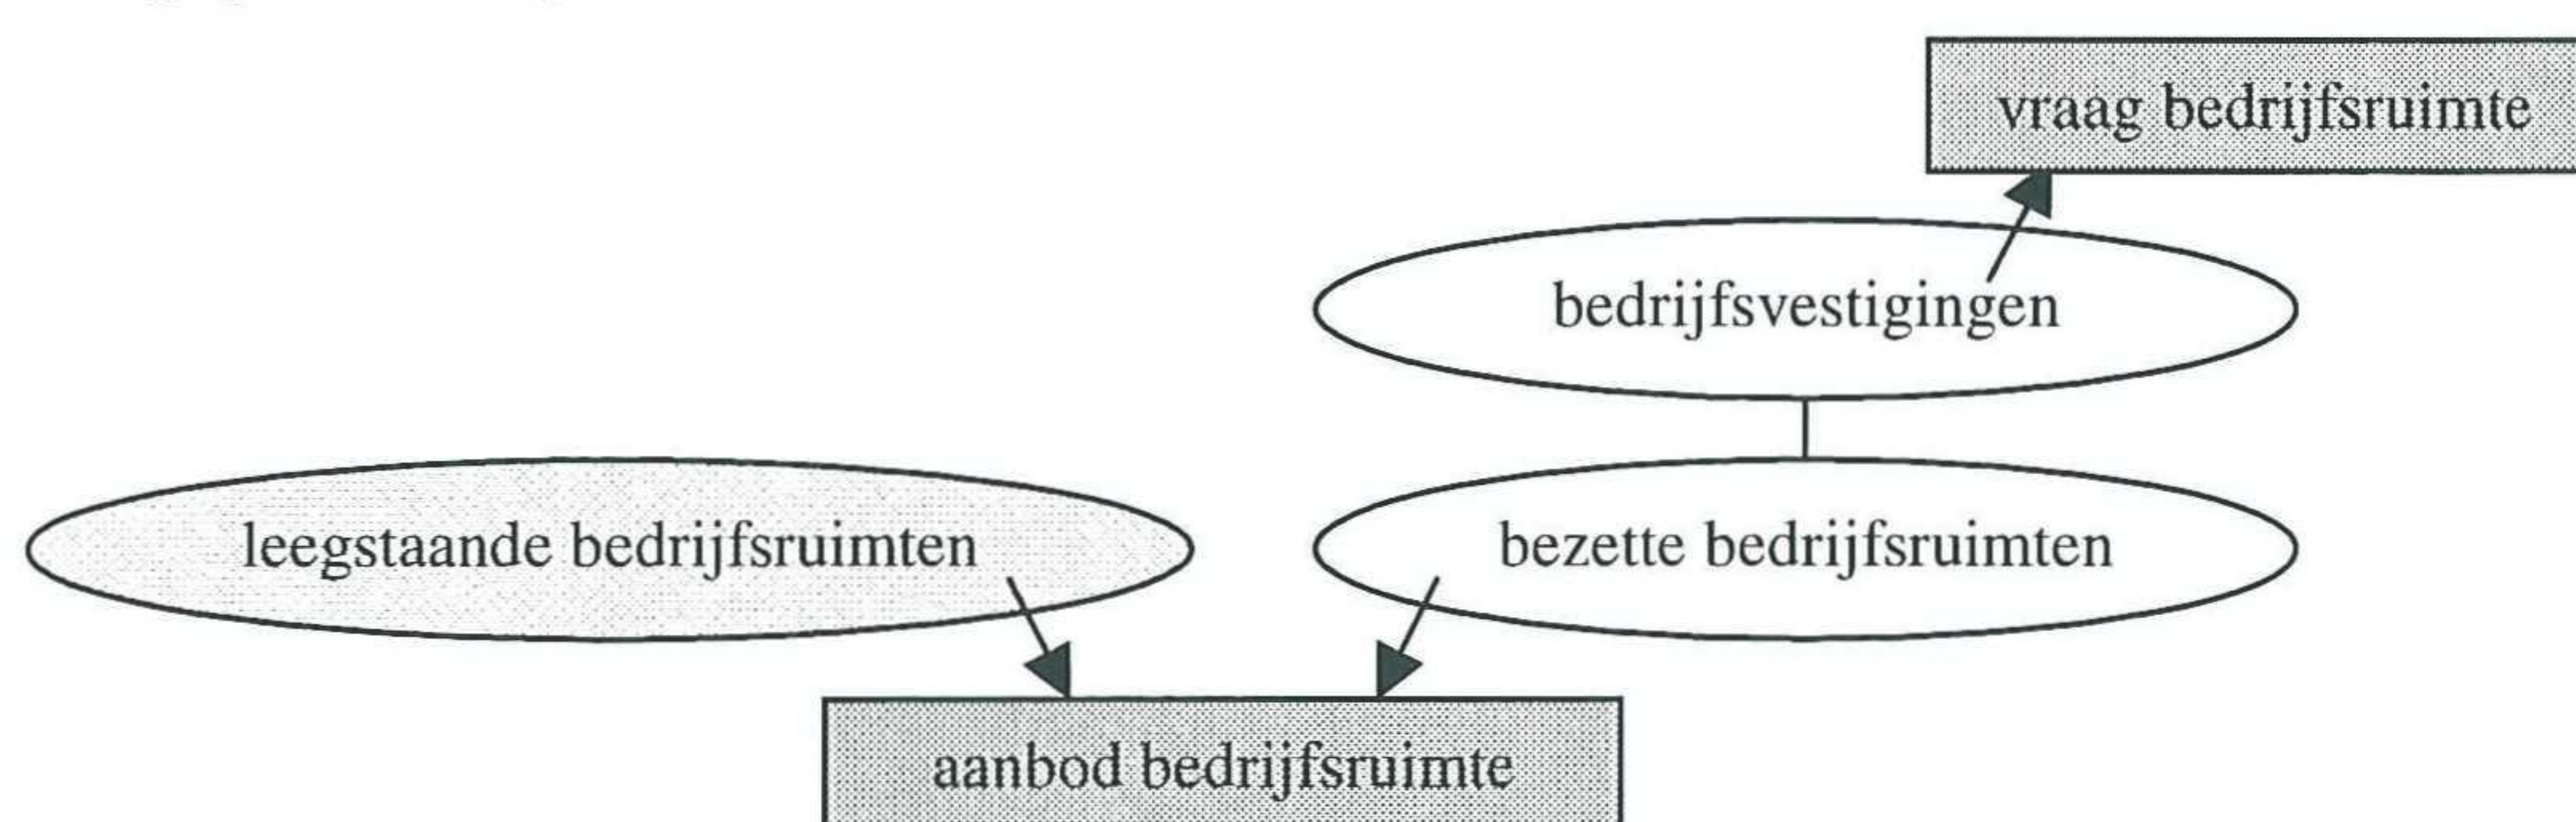 vraag bedrijfsruimte
bedrijfsvestigingen
leegstaande bedrijfsruimten
bezette bedrijfsruimten
aanbod bedrijfsruimte